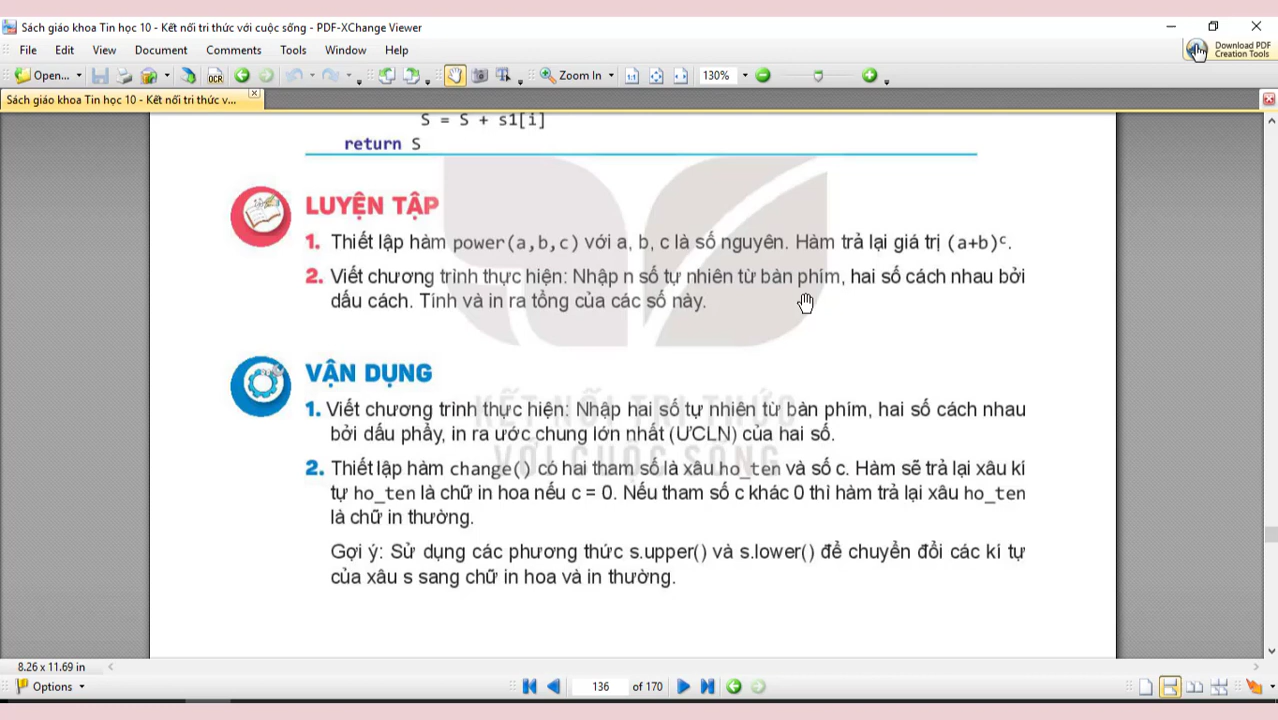 Sách giáo khoa Tin học 10 - Kết nối tri thức với cuộc sống - PDF-XChange Viewer
File Edit View Document Comments Tools Window Help
Download PDF
Creation Tools
Open... OCR Zoom In 130%
Sách giáo khoa Tin học 10 - Kết nối tri thức v...
S = S + s1[i]
return S
LUYỆN TẬP
1. Thiết lập hàm power(a,b,c) với a, b, c là số nguyên. Hàm trả lại giá trị (a+b)ᶜ.
2. Viết chương trình thực hiện: Nhập n số tự nhiên từ bàn phím, hai số cách nhau bởi
dấu cách. Tính và in ra tổng của các số này.
VẬN DỤNG
1. Viết chương trình thực hiện: Nhập hai số tự nhiên từ bàn phím, hai số cách nhau
bởi dấu phẩy, in ra ước chung lớn nhất (ƯCLN) của hai số.
KẾT NỐI TRI THỨC
VỚI CUỘC SỐNG
2. Thiết lập hàm change() có hai tham số là xâu ho_ten và số c. Hàm sẽ trả lại xâu kí
tự ho_ten là chữ in hoa nếu c = 0. Nếu tham số c khác 0 thì hàm trả lại xâu ho_ten
là chữ in thường.
Gợi ý: Sử dụng các phương thức s.upper() và s.lower() để chuyển đổi các kí tự
của xâu s sang chữ in hoa và in thường.
8.26 x 11.69 in
Options 136 of 170